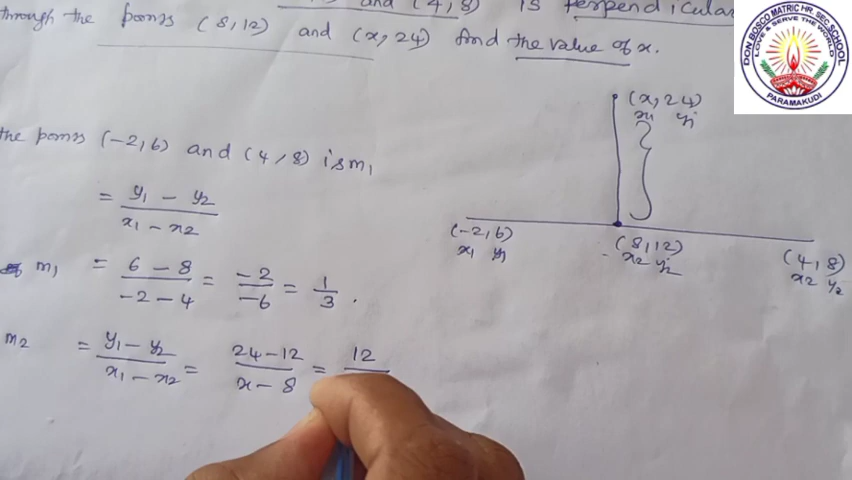 and (4,8) is perpendicular
through the points (8,12) and (x,24) find the value of x.
the points (-2,6) and (4,8) is m₁
= y₁ - y₂ / x₁ - x₂
m₁ = 6 - 8 / -2 - 4 = -2 / -6 = 1/3 .
m₂ = y₁ - y₂ / x₁ - x₂ = 24 - 12 / x - 8 = 12
(x,24)
x₁ y₁
(-2,6)
x₁ y₁
(8,12)
x₂ y₂
(4,8)
x₂ y₂
DON BOSCO MATRIC HR. SEC SCHOOL
LOVE & SERVE THE WORLD
PARAMAKUDI